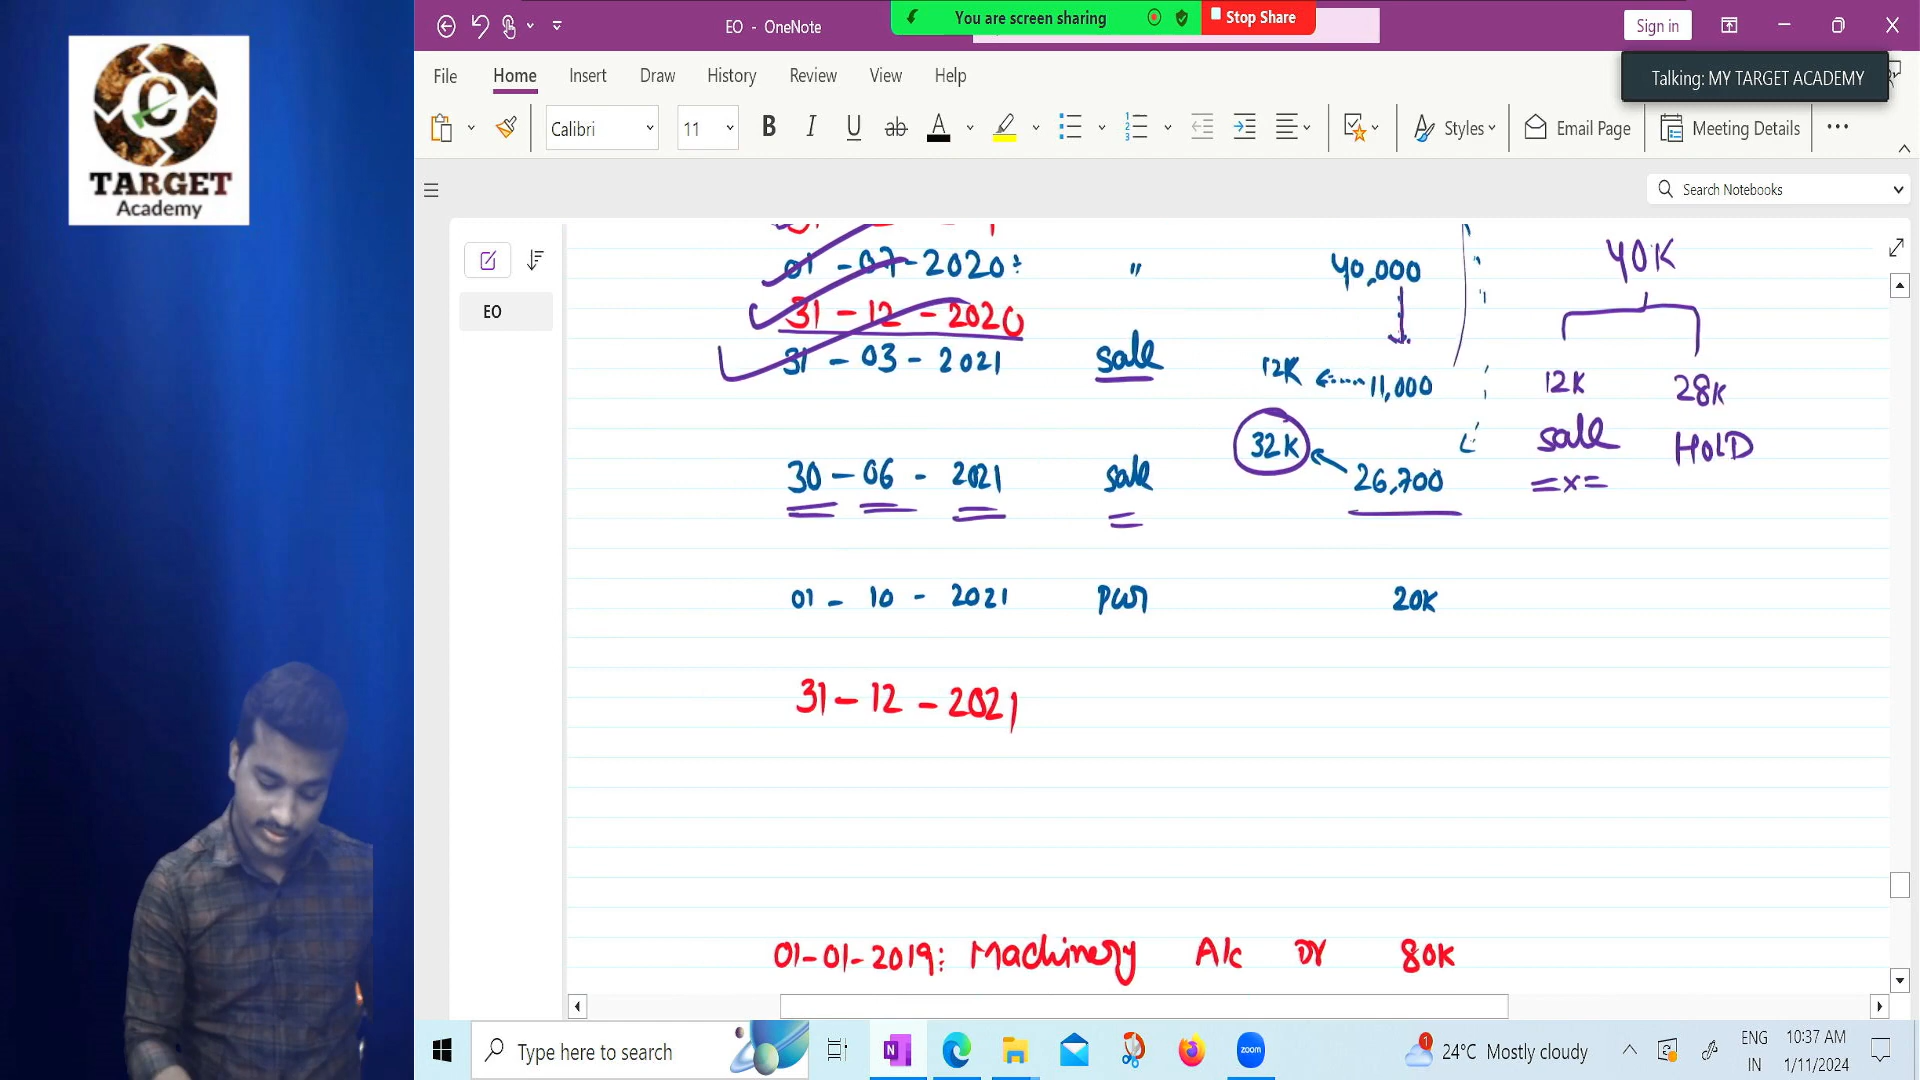 TARGET
Academy
EO - OneNote
You are screen sharing
Stop Share
Sign in
Talking: MY TARGET ACADEMY
File Home Insert Draw History Review View Help
Calibri 11 B I U ab A Styles Email Page Meeting Details
Search Notebooks
EO
01 - 07 - 2020 : " 40,000
31 - 12 - 2020
31 - 03 - 2021 sale 12K 11,000
30 - 06 - 2021 sale 32K 26,700
40K
12K 28K
sale HOLD
=x=
01 - 10 - 2021 pur 20K
31 - 12 - 2021
01-01-2019: Machinery A/c Dr 80K
Type here to search
zoom
1
24°C Mostly cloudy
ENG
IN
10:37 AM
1/11/2024